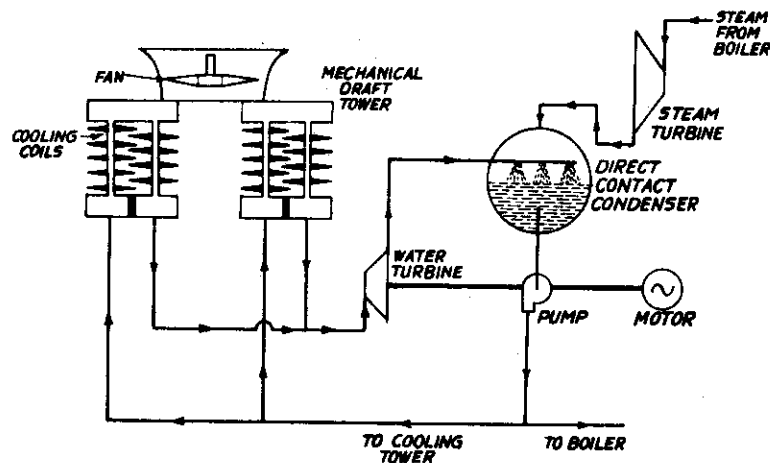 STEAM
FROM
BOILER
FAN
MECHANICAL
DRAFT
TOWER
COOLING
COILS
STEAM
TURBINE
DIRECT
CONTACT
CONDENSER
WATER
TURBINE
PUMP
MOTOR
TO COOLING
TOWER
TO BOILER